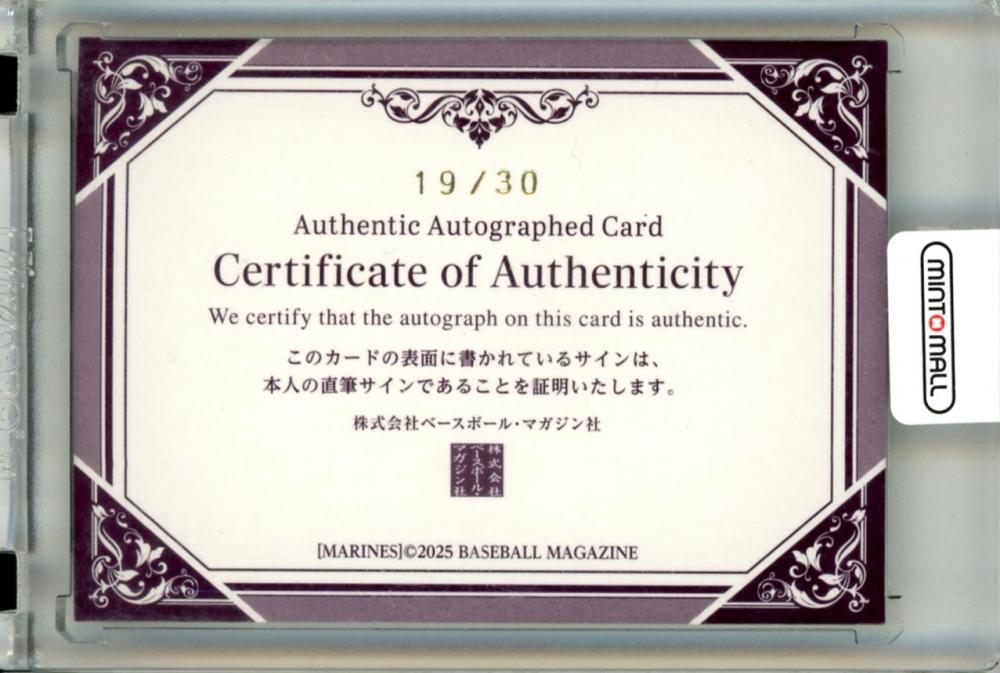 19/30
Authentic Autographed Card
Certificate of Authenticity
We certify that the autograph on this card is authentic.
このカードの表面に書かれているサインは、
本人の直筆サインであることを証明いたします。
株式会社ベースボール・マガジン社
株式会社
ベースボール・
マガジン社
[MARINES]©2025 BASEBALL MAGAZINE
MINT MALL